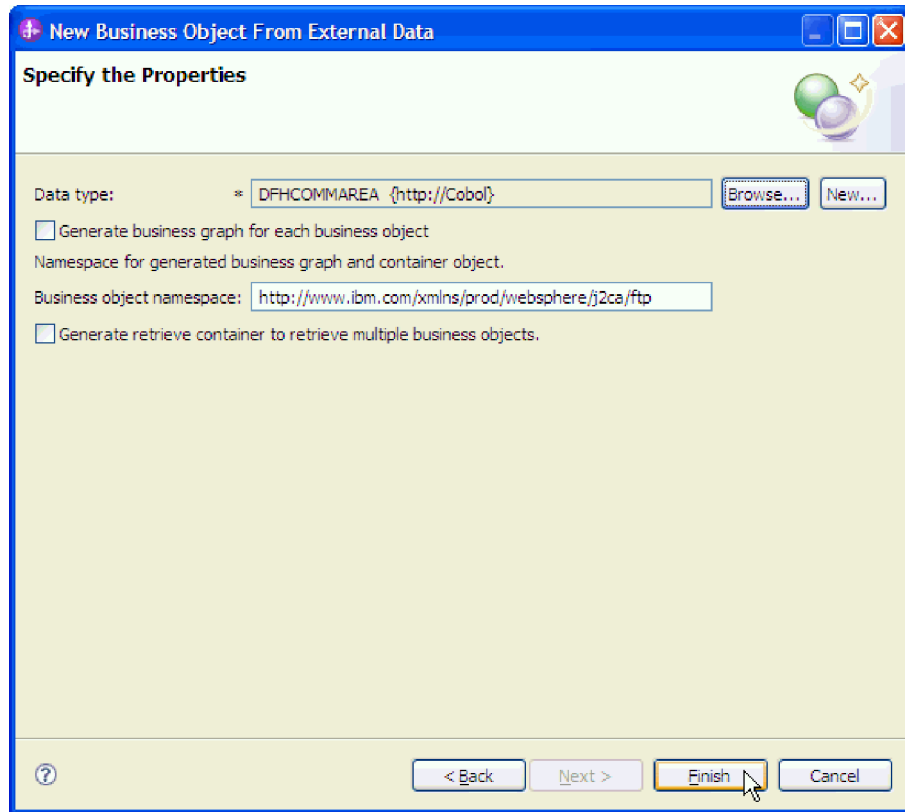 New Business Object From External Data
Specify the Properties
Data type: * DFHCOMMAREA {http://Cobol} Browse... New...
Generate business graph for each business object
Namespace for generated business graph and container object.
Business object namespace: http://www.ibm.com/xmlns/prod/websphere/j2ca/ftp
Generate retrieve container to retrieve multiple business objects.
? < Back Next > Finish Cancel